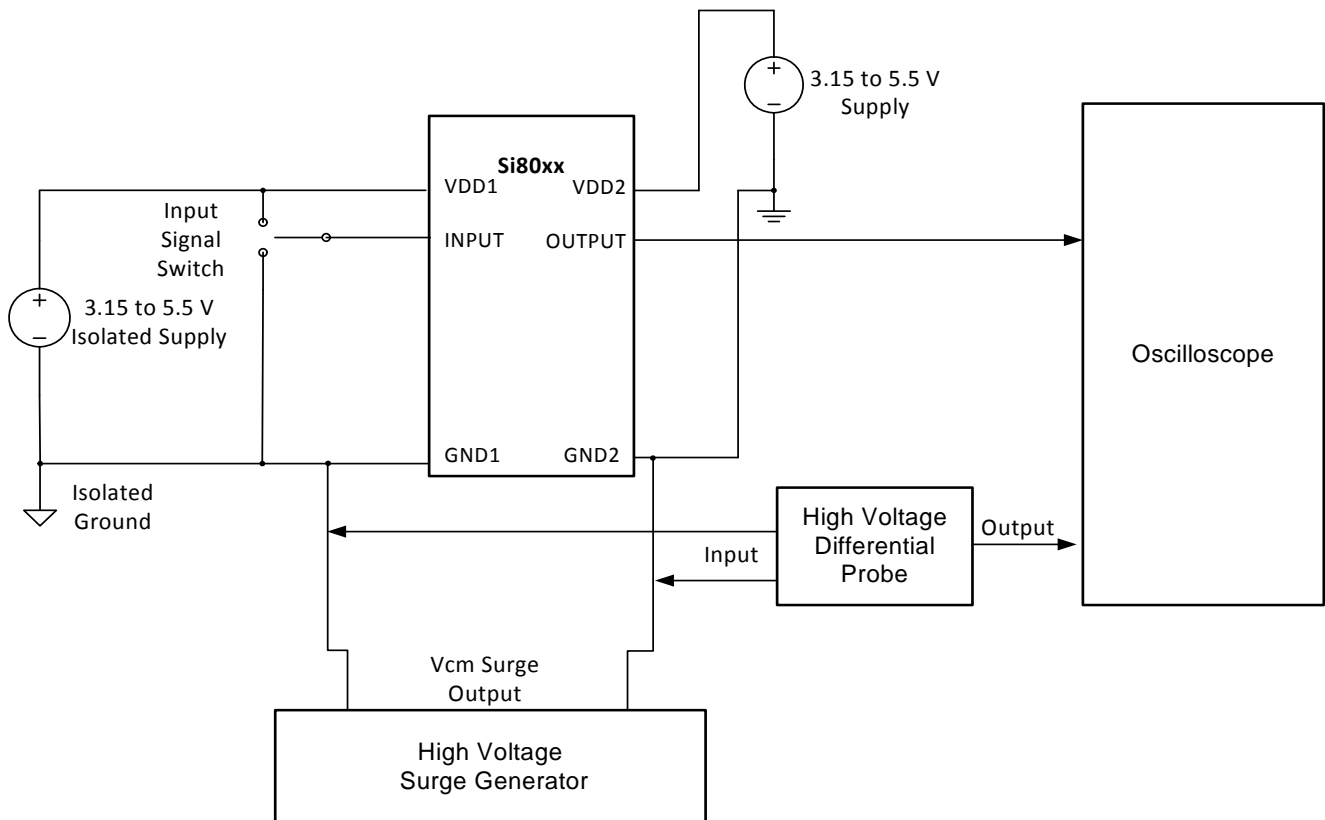 3.15 to 5.5 V
Supply
Si80xx
VDD1
VDD2
Input
Signal
Switch
INPUT
OUTPUT
3.15 to 5.5 V
Isolated Supply
Oscilloscope
GND1
GND2
Isolated
Ground
High Voltage
Differential
Probe
Input
Output
Vcm Surge
Output
High Voltage
Surge Generator